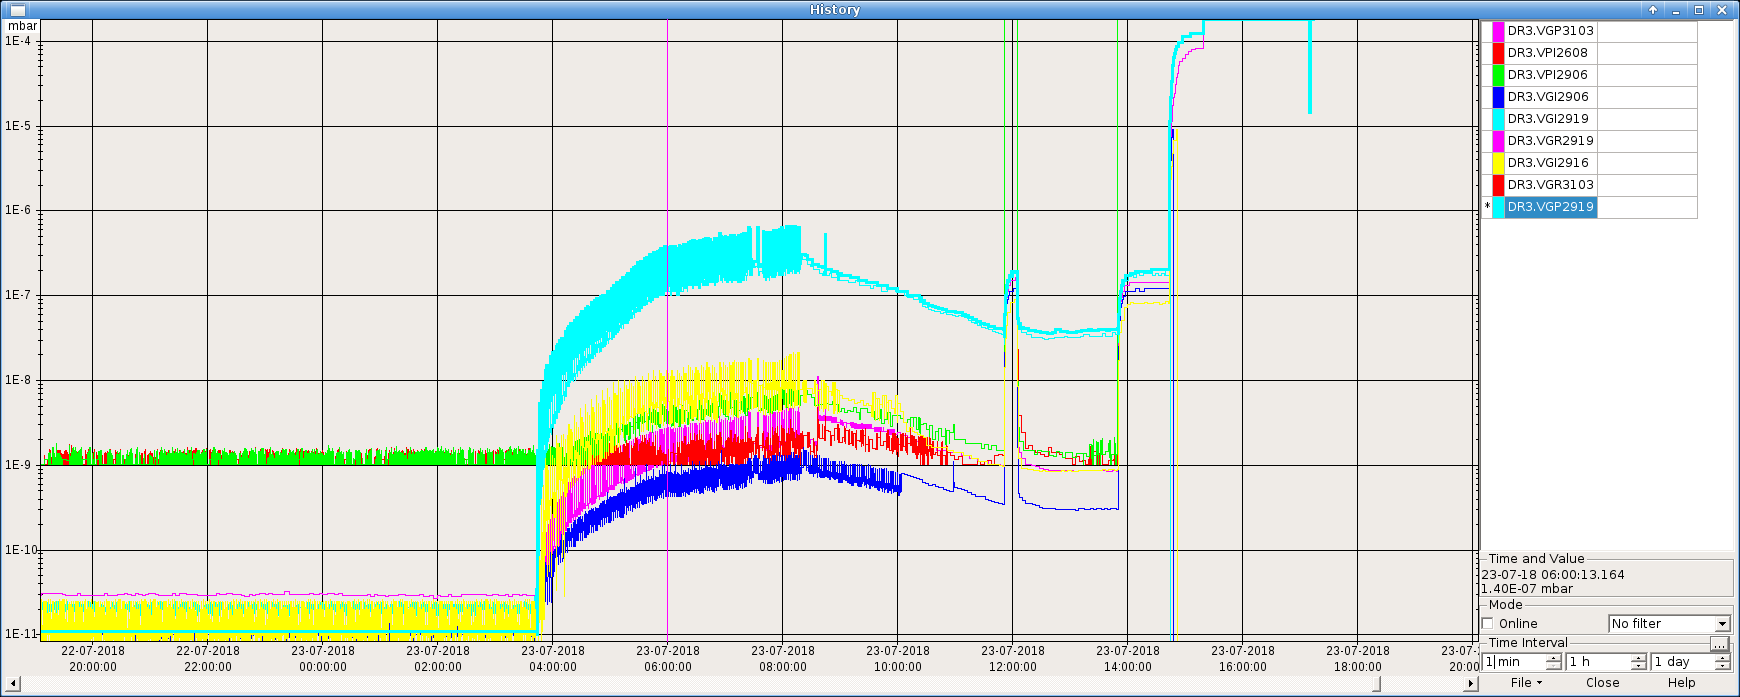 History
mbar
1E-4
1E-5
1E-6
1E-7
1E-8
1E-9
1E-10
1E-11
22-07-2018 22-07-2018 23-07-2018 23-07-2018 23-07-2018 23-07-2018 23-07-2018 23-07-2018 23-07-2018 23-07-2018 23-07-2018 23-07-2018 23-07-
20:00:00 22:00:00 00:00:00 02:00:00 04:00:00 06:00:00 08:00:00 10:00:00 12:00:00 14:00:00 16:00:00 18:00:00 20:00
DR3.VGP3103
DR3.VPI2608
DR3.VPI2906
DR3.VGI2906
DR3.VGI2919
DR3.VGR2919
DR3.VGI2916
DR3.VGR3103
* DR3.VGP2919
Time and Value
23-07-18 06:00:13.164
1.40E-07 mbar
Mode
Online No filter
Time Interval ...
1 min 1 h 1 day
File Close Help